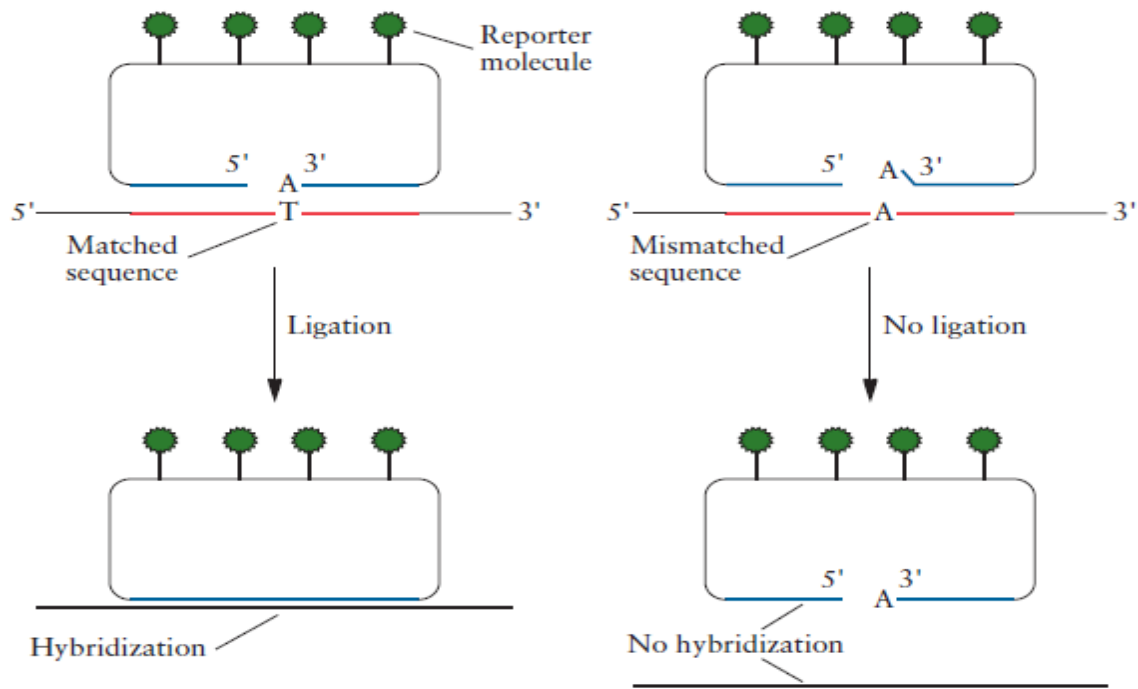 Reporter
molecule
5' A 3'
5' T 3'
Matched
sequence
Ligation
Hybridization
5' A 3'
5' A 3'
Mismatched
sequence
No ligation
5' A 3'
No hybridization